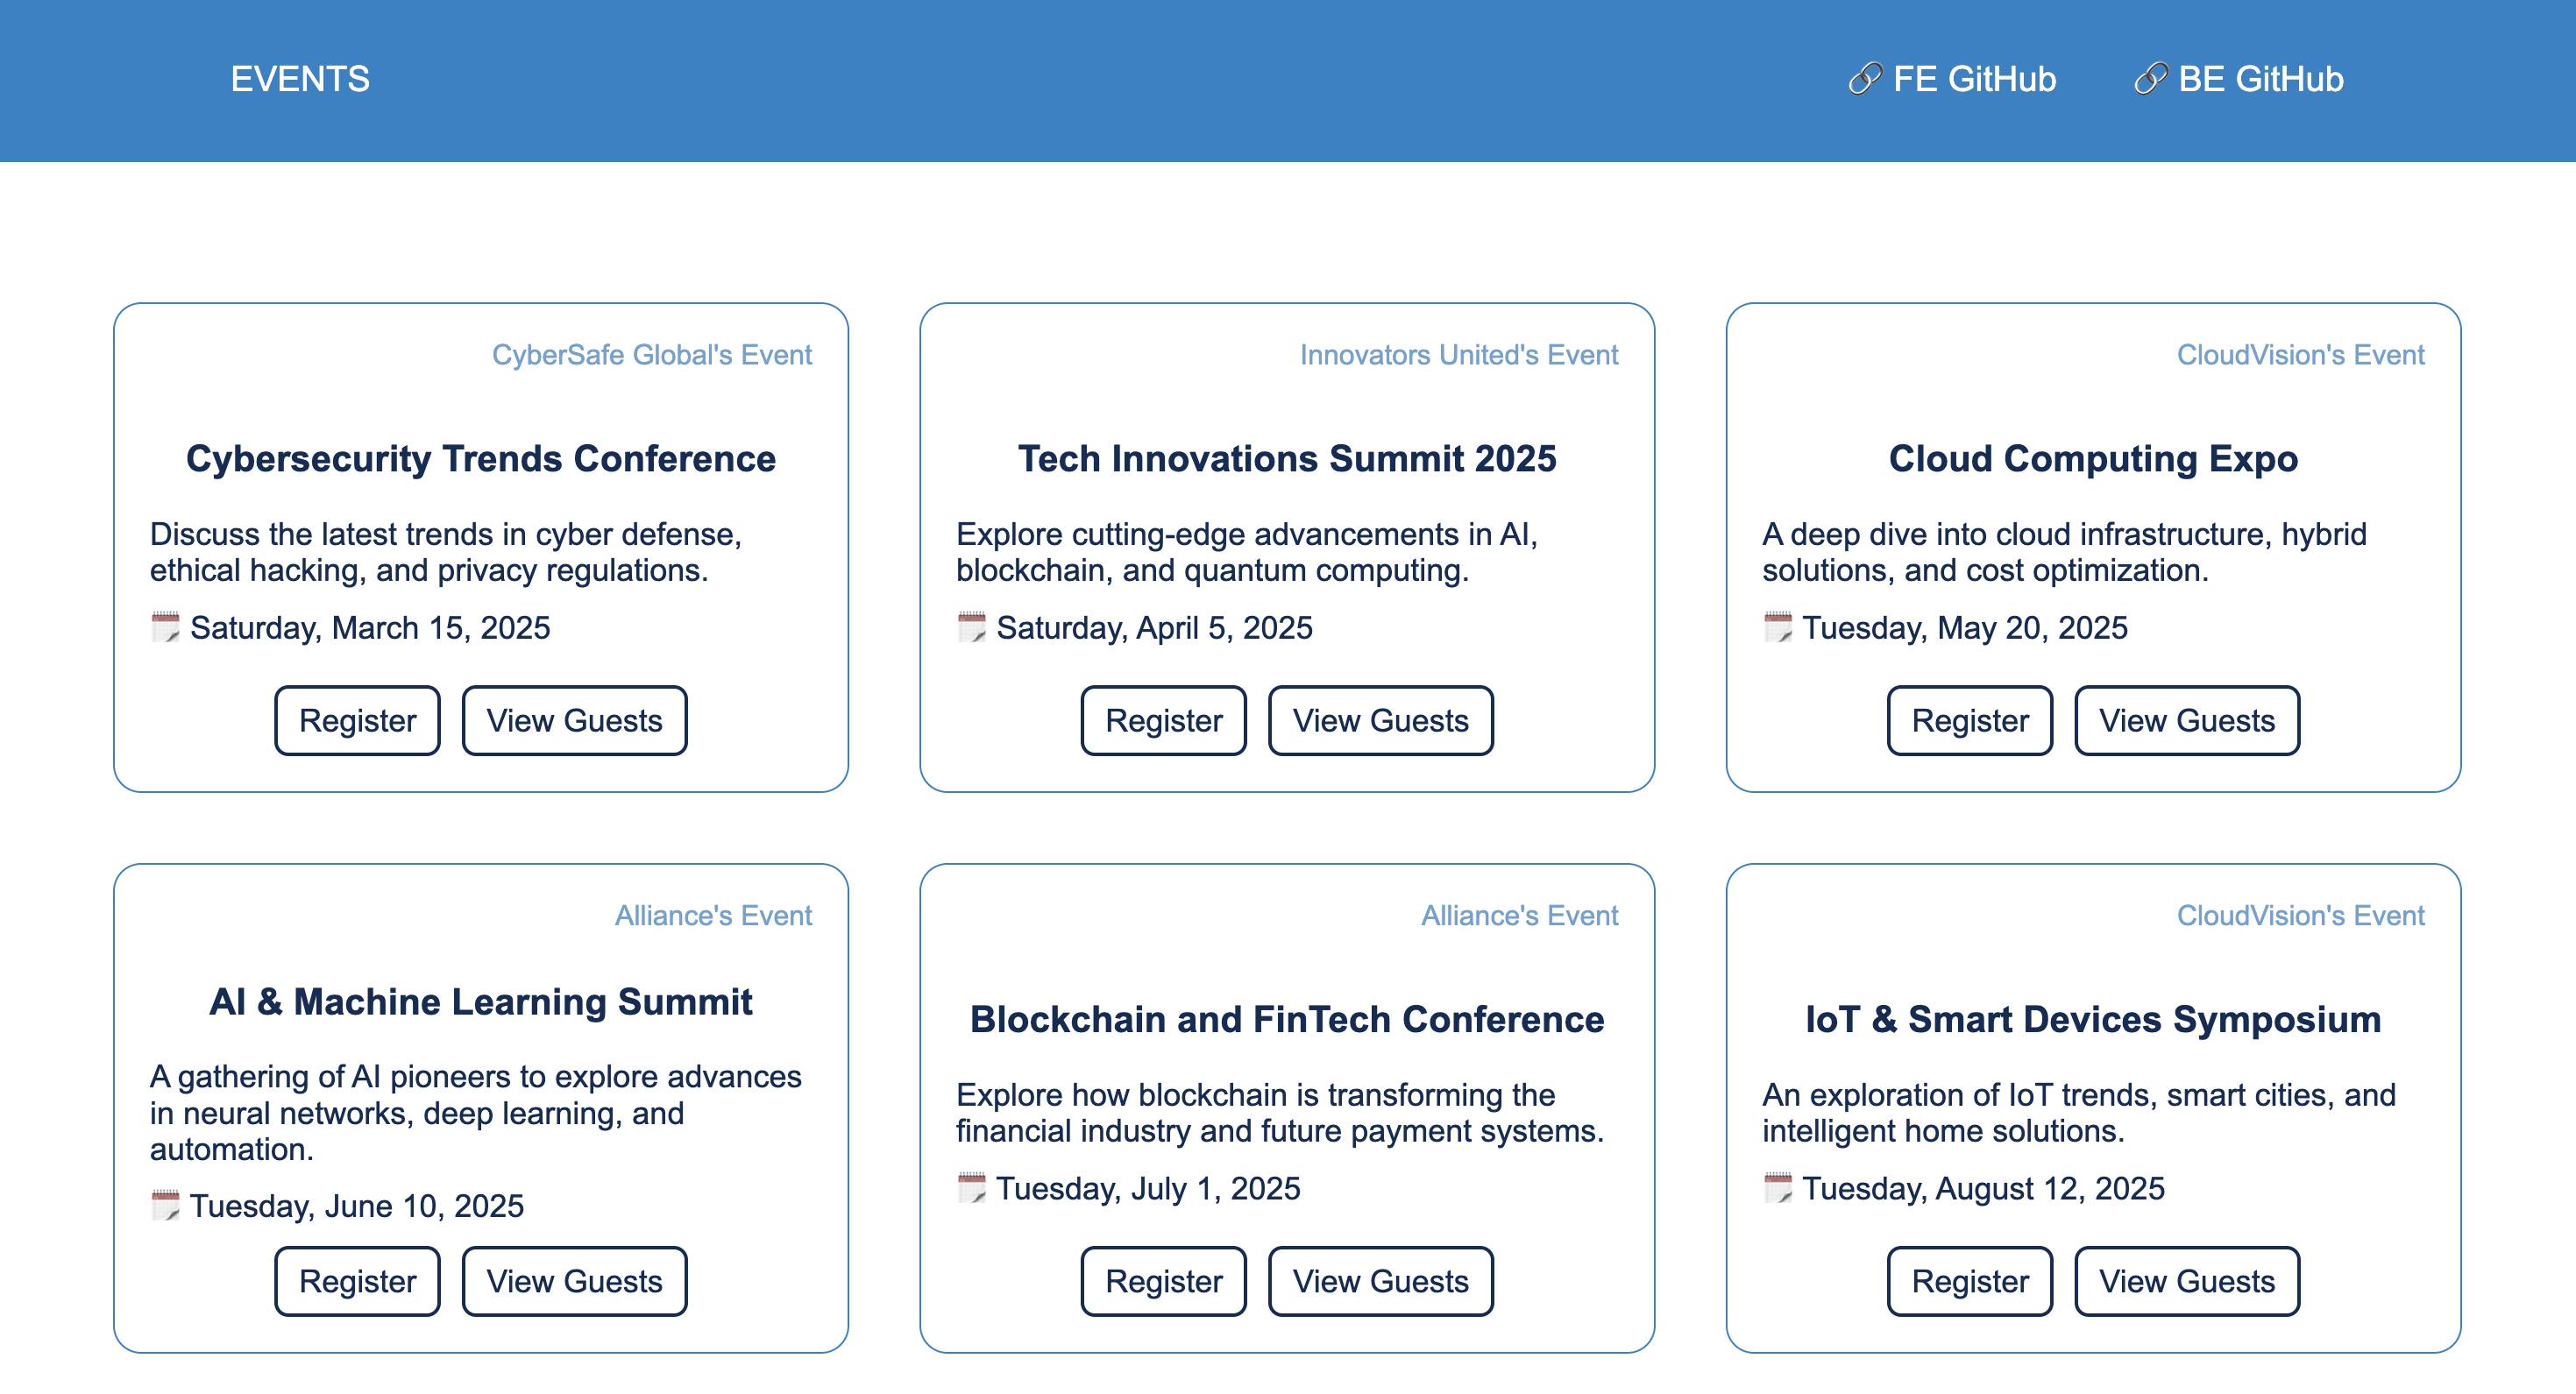 EVENTS
🔗 FE GitHub
🔗 BE GitHub
CyberSafe Global's Event
Cybersecurity Trends Conference
Discuss the latest trends in cyber defense,
ethical hacking, and privacy regulations.
🗓️ Saturday, March 15, 2025
Register
View Guests
Innovators United's Event
Tech Innovations Summit 2025
Explore cutting-edge advancements in AI,
blockchain, and quantum computing.
🗓️ Saturday, April 5, 2025
Register
View Guests
CloudVision's Event
Cloud Computing Expo
A deep dive into cloud infrastructure, hybrid
solutions, and cost optimization.
🗓️ Tuesday, May 20, 2025
Register
View Guests
Alliance's Event
AI & Machine Learning Summit
A gathering of AI pioneers to explore advances
in neural networks, deep learning, and
automation.
🗓️ Tuesday, June 10, 2025
Register
View Guests
Alliance's Event
Blockchain and FinTech Conference
Explore how blockchain is transforming the
financial industry and future payment systems.
🗓️ Tuesday, July 1, 2025
Register
View Guests
CloudVision's Event
IoT & Smart Devices Symposium
An exploration of IoT trends, smart cities, and
intelligent home solutions.
🗓️ Tuesday, August 12, 2025
Register
View Guests